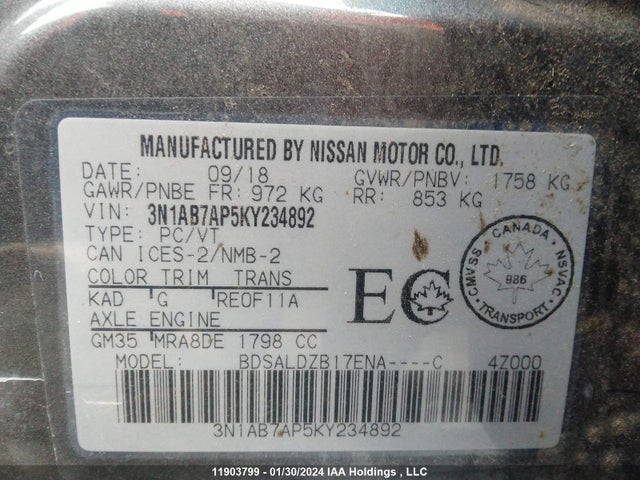 MANUFACTURED BY NISSAN MOTOR CO., LTD.
DATE: 09/18 GVWR/PNBV: 1758 KG
GAWR/PNBE FR: 972 KG RR: 853 KG
VIN: 3N1AB7AP5KY234892
TYPE: PC/VT
CAN ICES-2/NMB-2
COLOR TRIM TRANS
KAD G RE0F11A
AXLE ENGINE
GM35 MRA8DE 1798 CC
EC
CANADA
CMVSS 986 NSVAC
TRANSPORT
MODEL: BDSALDZB17ENA----C 4Z000
3N1AB7AP5KY234892
11903799 - 01/30/2024 IAA Holdings , LLC